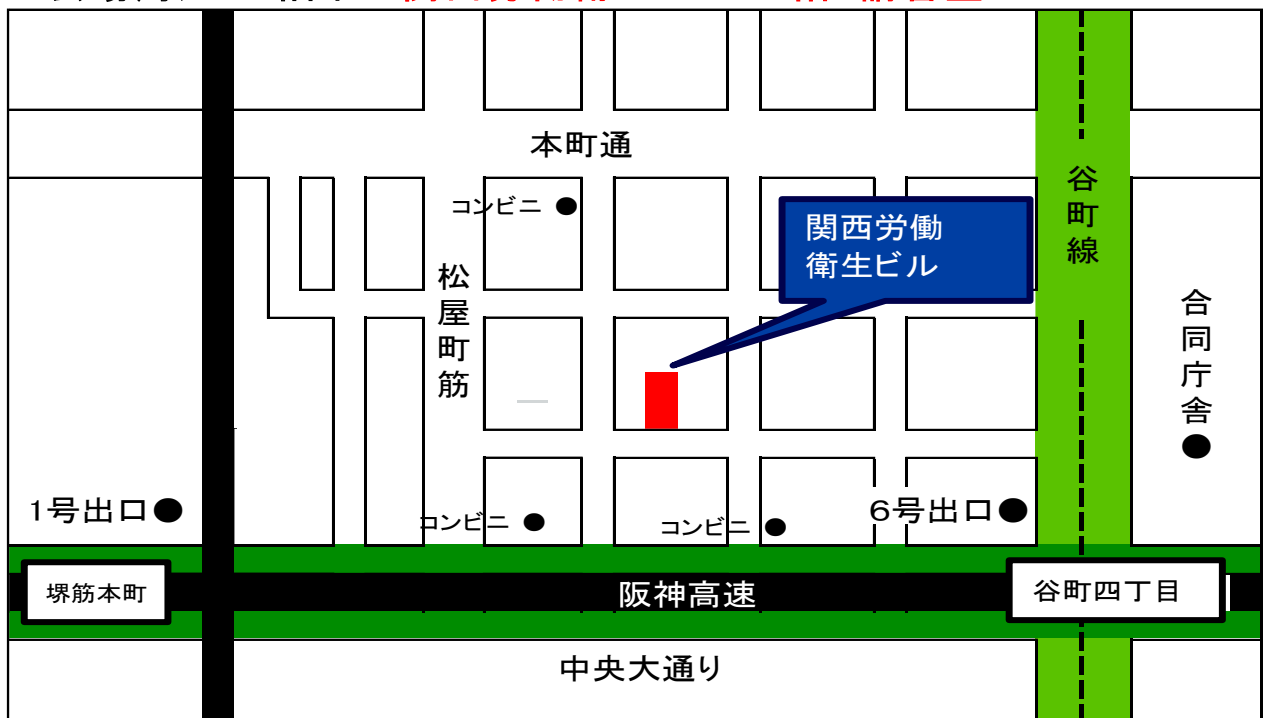 本町通
谷町線
コンビニ
関西労働
衛生ビル
松屋町筋
合同庁舎
1号出口
6号出口
コンビニ
コンビニ
堺筋本町
阪神高速
谷町四丁目
中央大通り